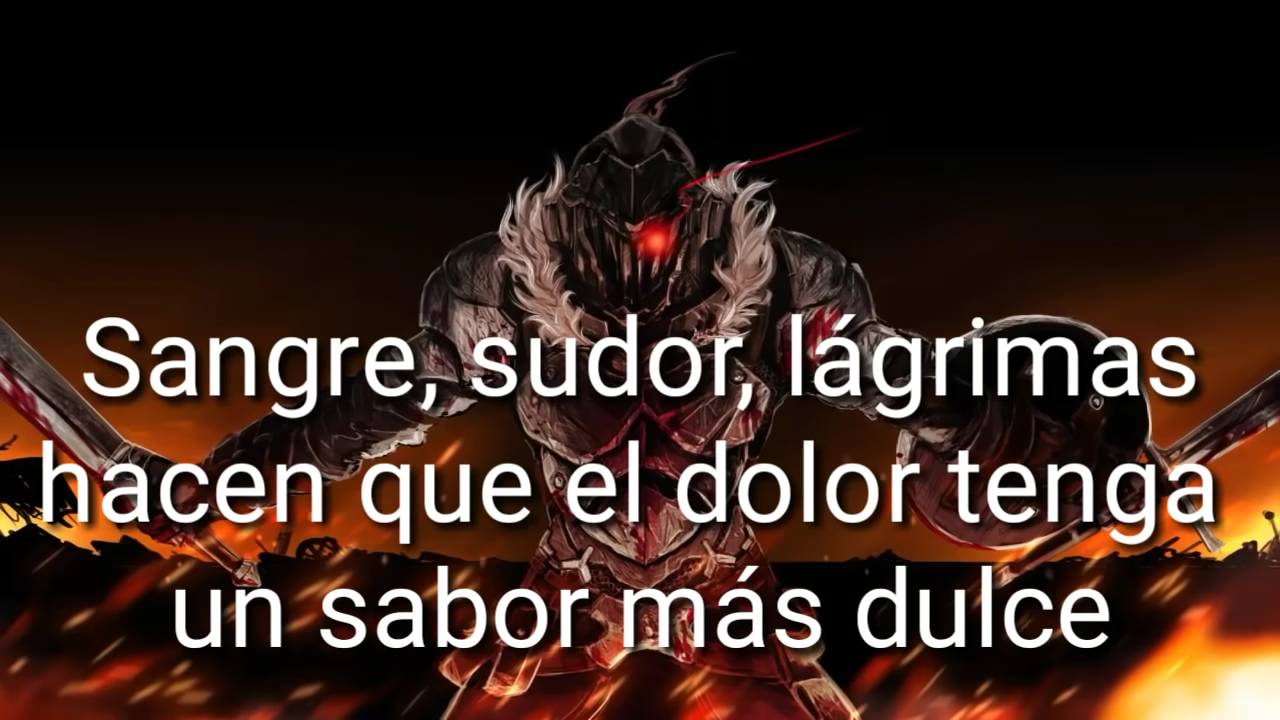 Sangre, sudor, lágrimas
hacen que el dolor tenga
un sabor más dulce